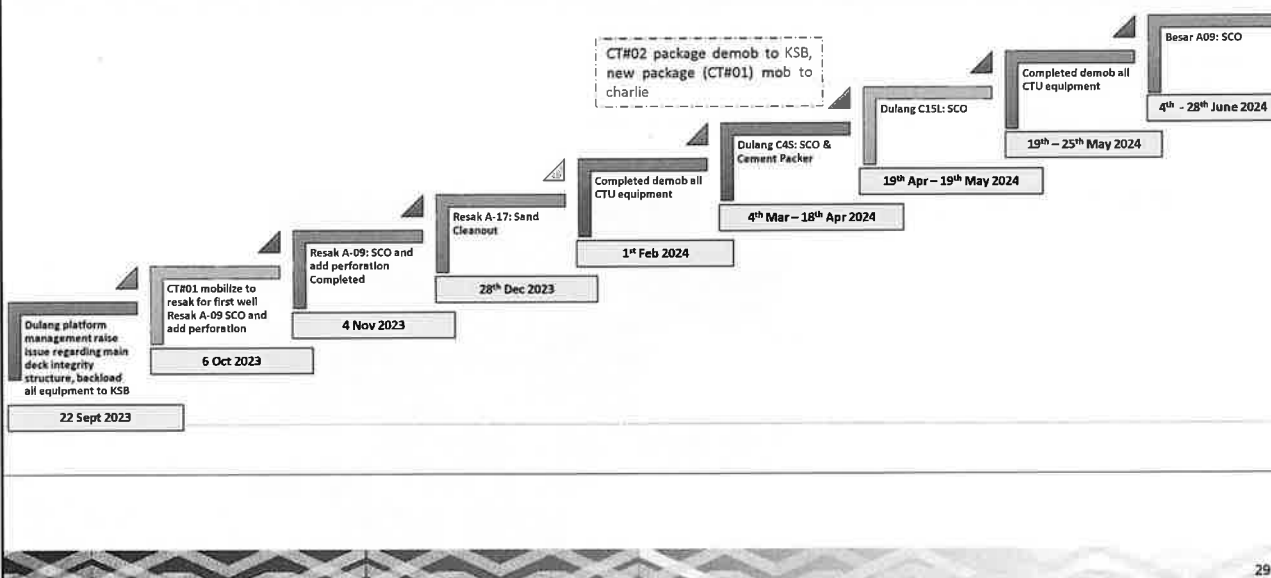 Dulang platform
management raise
issue regarding main
deck integrity
structure, backload
all equipment to KSB
22 Sept 2023
CT#01 mobilize to
resak for first well
Resak A-09 SCO and
add perforation
6 Oct 2023
Resak A-09: SCO and
add perforation
Completed
4 Nov 2023
Resak A-17: Sand
Cleanout
28th Dec 2023
Completed demob all
CTU equipment
1st Feb 2024
CT#02 package demob to KSB,
new package (CT#01) mob to
charlie
Dulang C4S: SCO &
Cement Packer
4th Mar – 18th Apr 2024
Dulang C15L: SCO
19th Apr – 19th May 2024
Completed demob all
CTU equipment
19th – 25th May 2024
Besar A09: SCO
4th - 28th June 2024
29